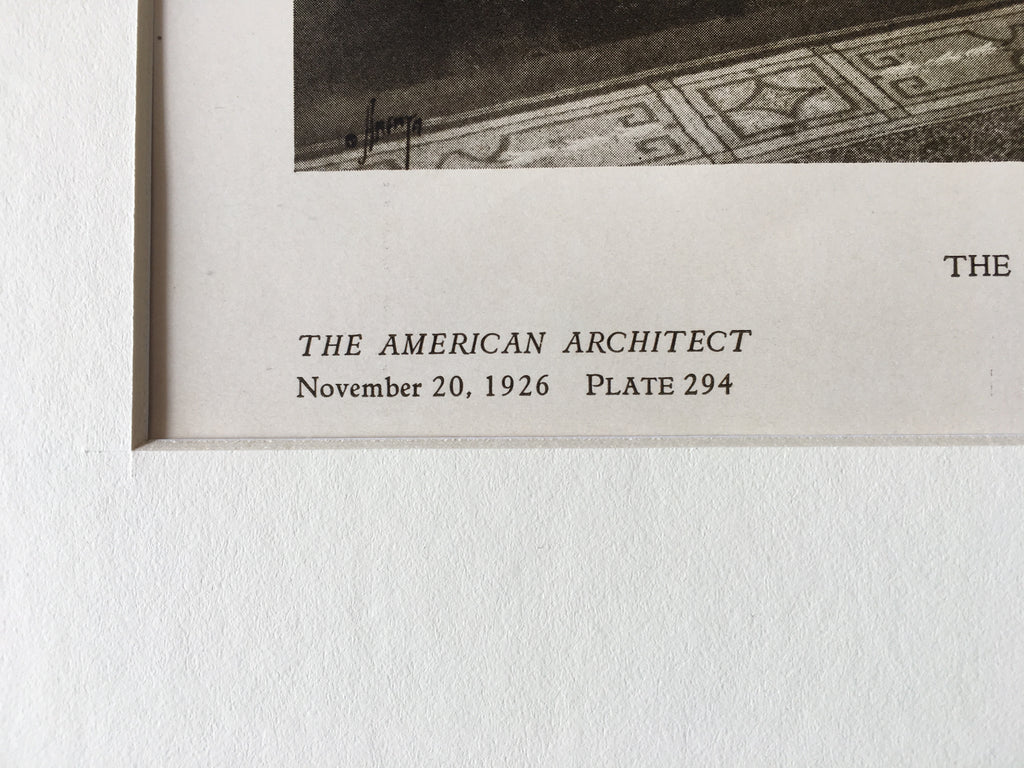 THE
THE AMERICAN ARCHITECT
November 20, 1926 PLATE 294